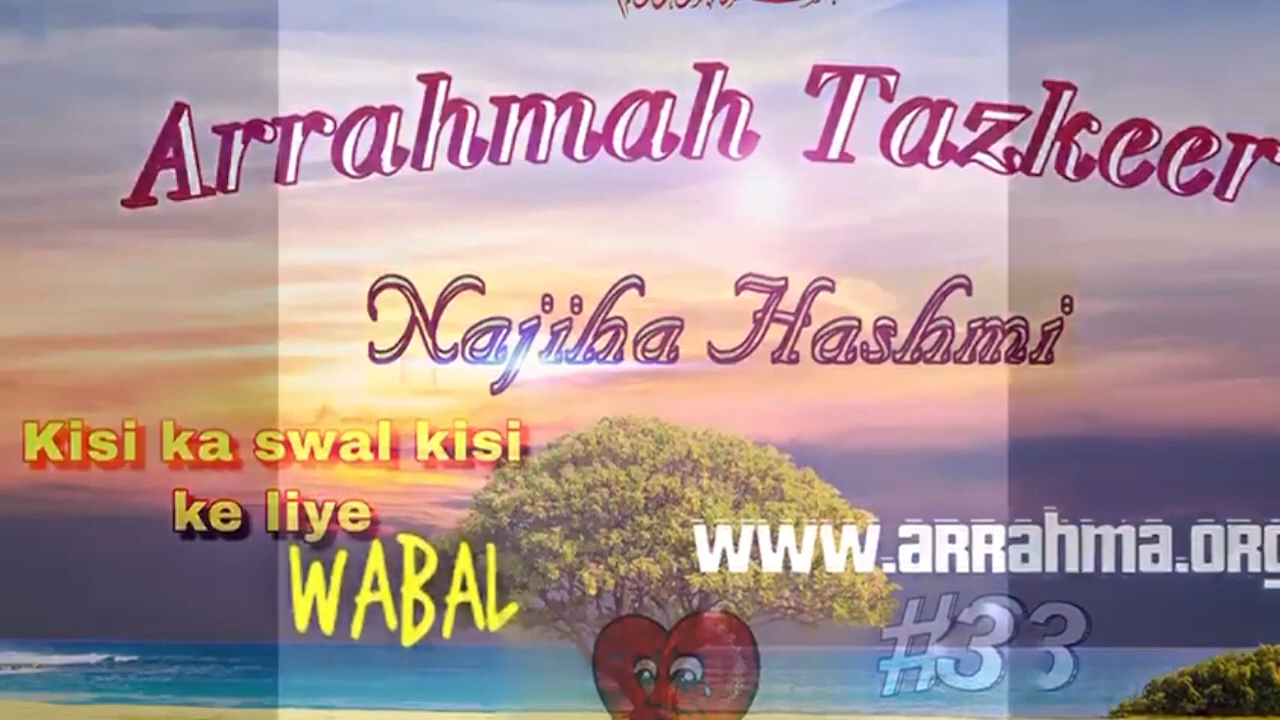 Arrahmah Tazkeer
Najiha Hashmi
Kisi ka swal kisi
ke liye
WABAL
www.arrahma.org
#33